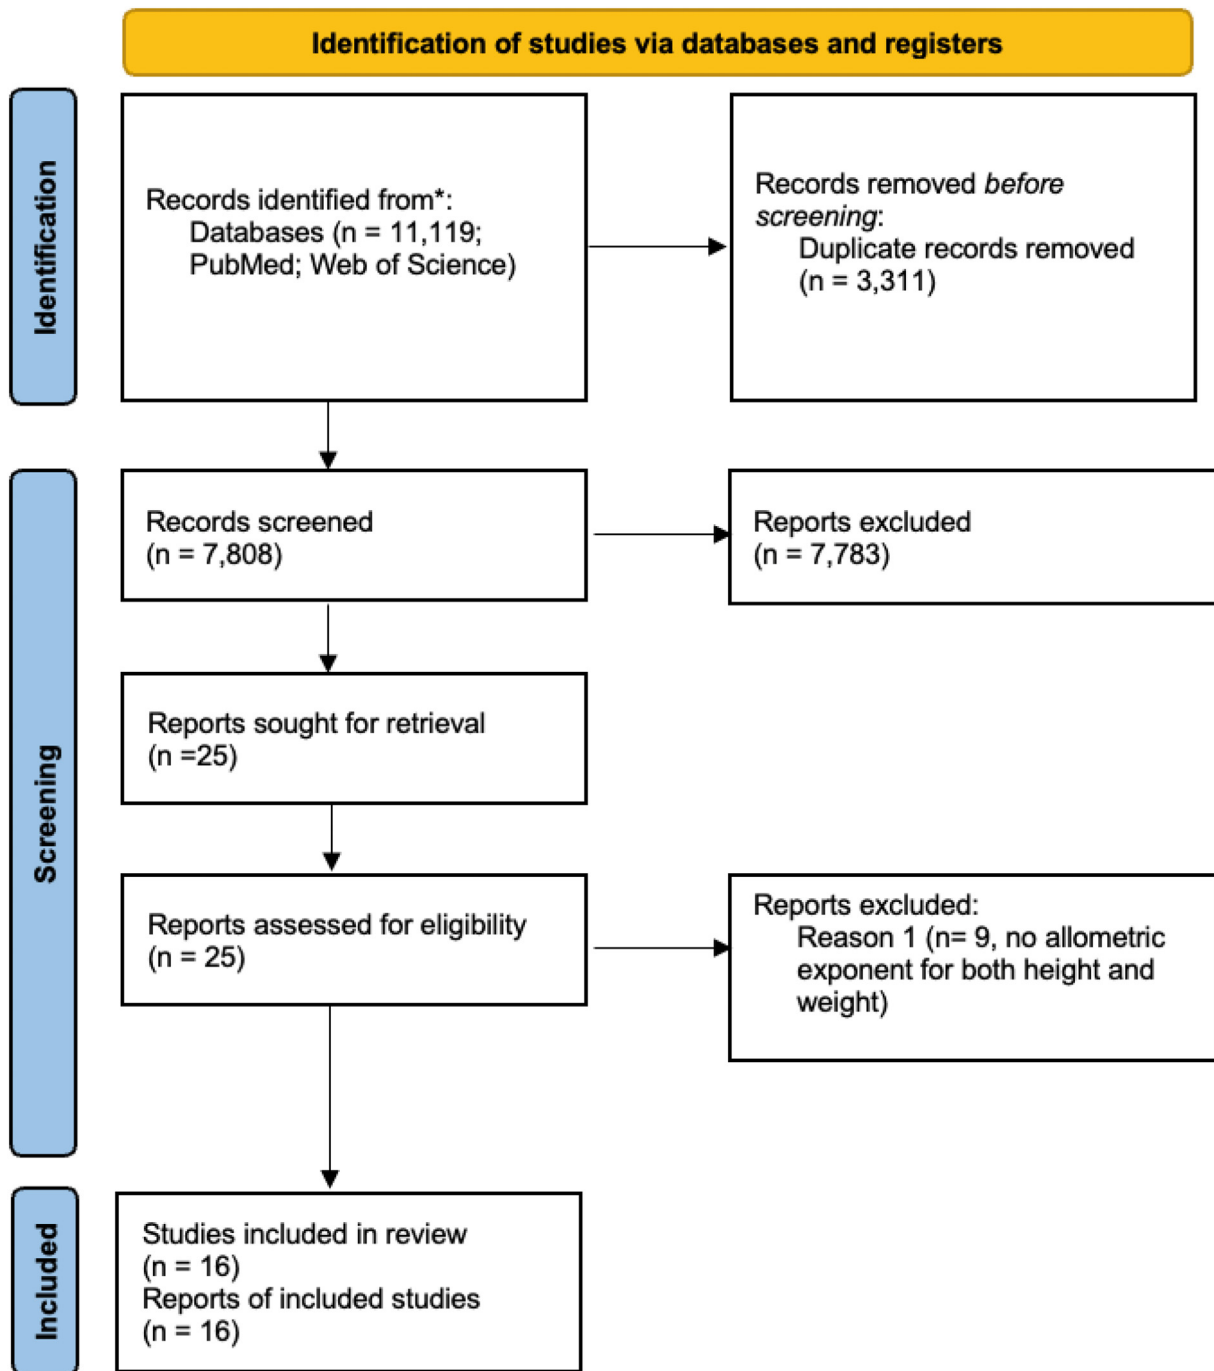 Identification of studies via databases and registers
Identification
Records identified from*:
Databases (n = 11,119;
PubMed; Web of Science)
Records removed before
screening:
Duplicate records removed
(n = 3,311)
Screening
Records screened
(n = 7,808)
Reports excluded
(n = 7,783)
Reports sought for retrieval
(n =25)
Reports assessed for eligibility
(n = 25)
Reports excluded:
Reason 1 (n= 9, no allometric
exponent for both height and
weight)
Included
Studies included in review
(n = 16)
Reports of included studies
(n = 16)